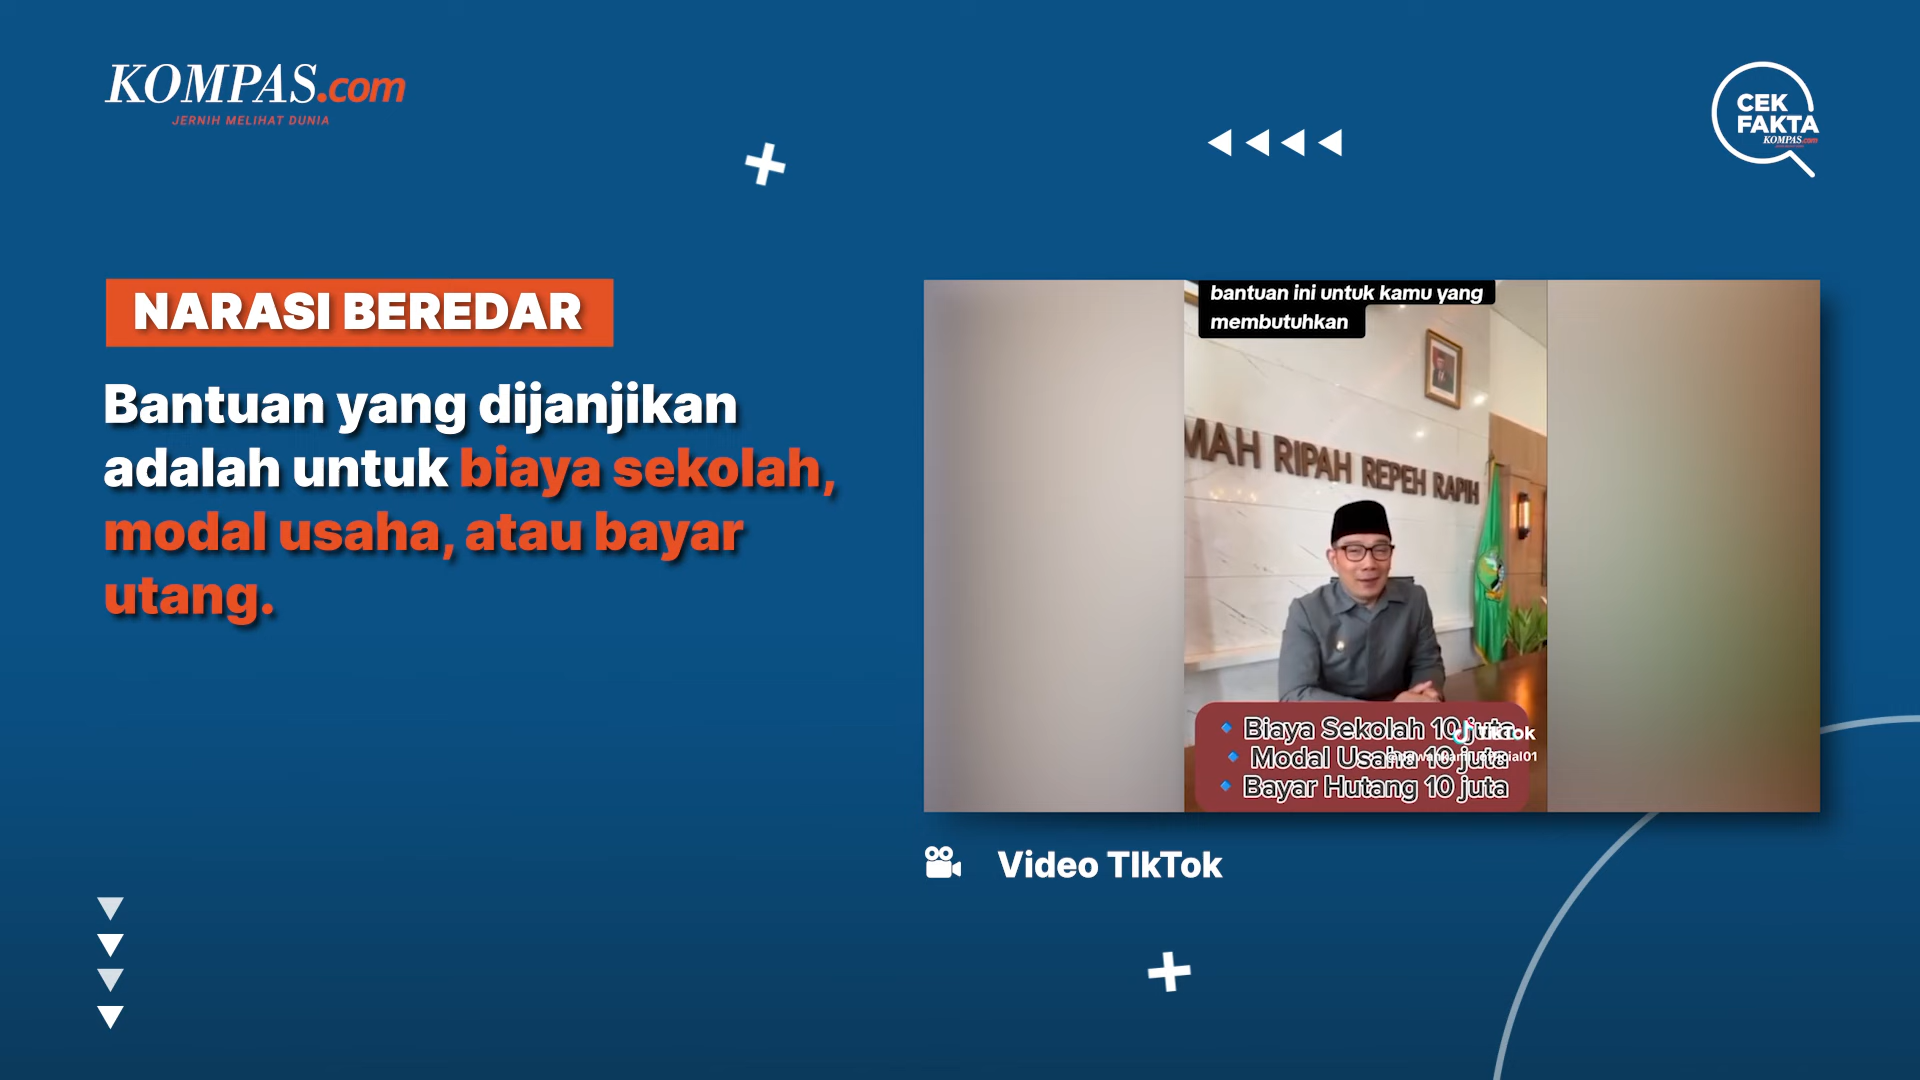 KOMPAS.com
JERNIH MELIHAT DUNIA
CEK
FAKTA
KOMPAS.com
NARASI BEREDAR
Bantuan yang dijanjikan
adalah untuk biaya sekolah,
modal usaha, atau bayar
utang.
bantuan ini untuk kamu yang
membutuhkan
MAH RIPAH REPEH RAPIH
Biaya Sekolah 10 juta
TikTok
Modal Usaha 10 juta
Bayar Hutang 10 juta
Video TIkTok